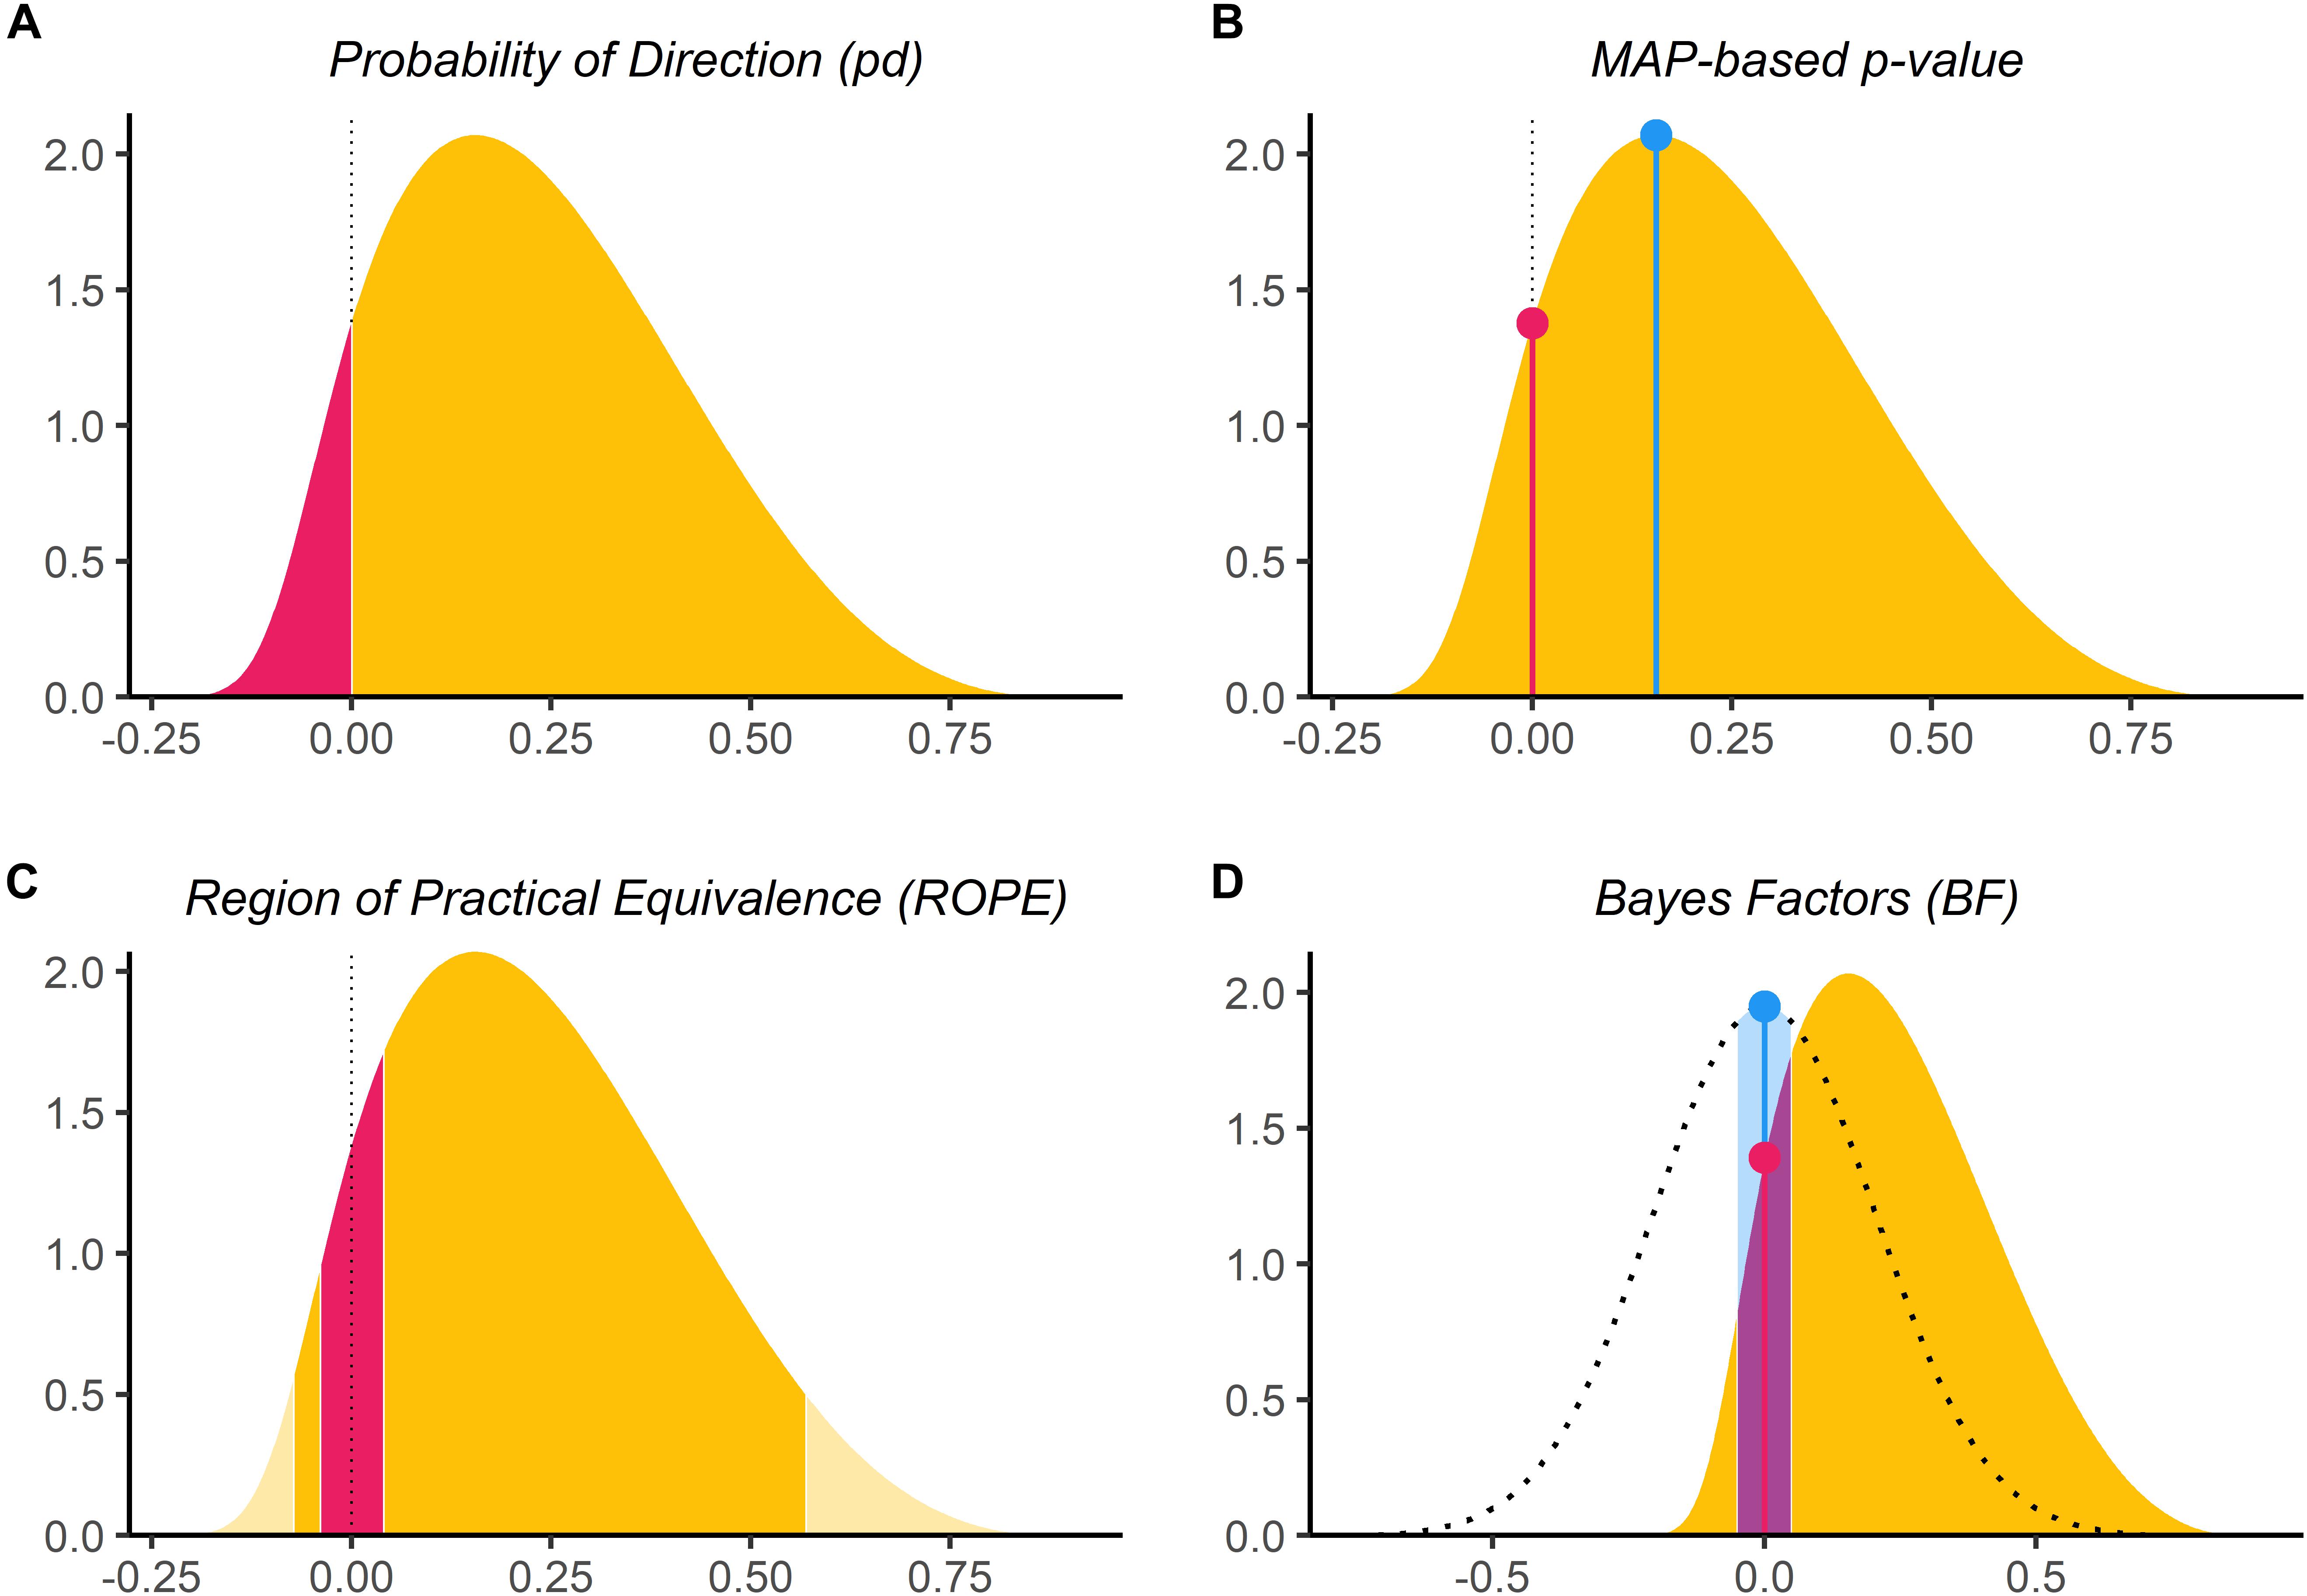 A
Probability of Direction (pd)
2.0
1.5
1.0
0.5
0.0
-0.25 0.00 0.25 0.50 0.75
B
MAP-based p-value
2.0
1.5
1.0
0.5
0.0
-0.25 0.00 0.25 0.50 0.75
C
Region of Practical Equivalence (ROPE)
2.0
1.5
1.0
0.5
0.0
-0.25 0.00 0.25 0.50 0.75
D
Bayes Factors (BF)
2.0
1.5
1.0
0.5
0.0
-0.5 0.0 0.5